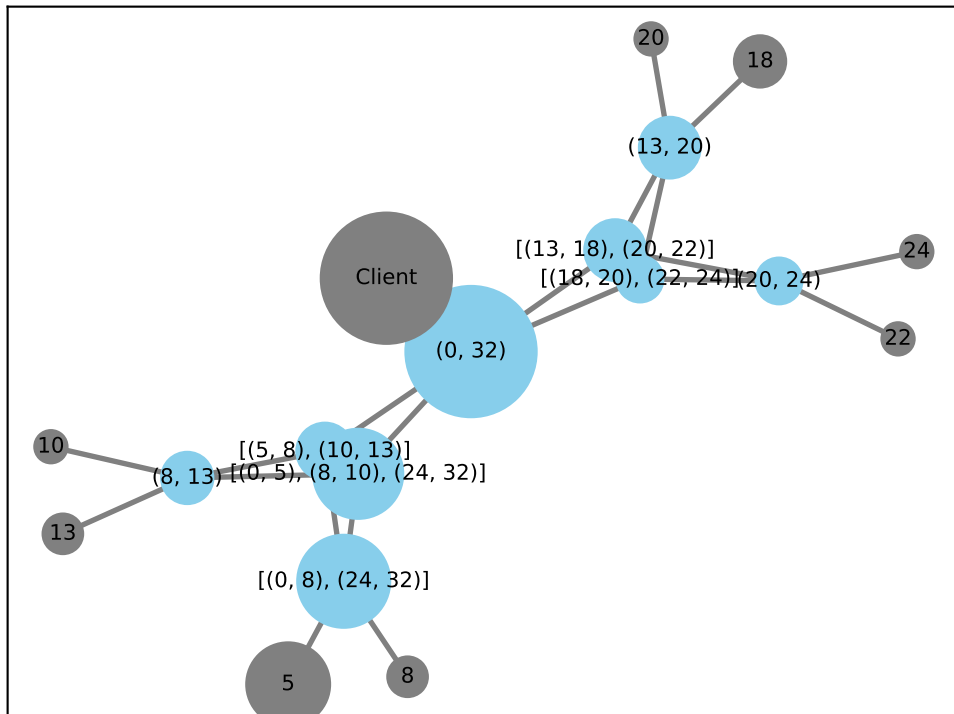 20
18
(13, 20)
[(13, 18), (20, 22)]
24
Client
[(18, 20), (22, 24)]
(20, 24)
22
(0, 32)
10
[(5, 8), (10, 13)]
(8, 13)
[(0, 5), (8, 10), (24, 32)]
13
[(0, 8), (24, 32)]
8
5